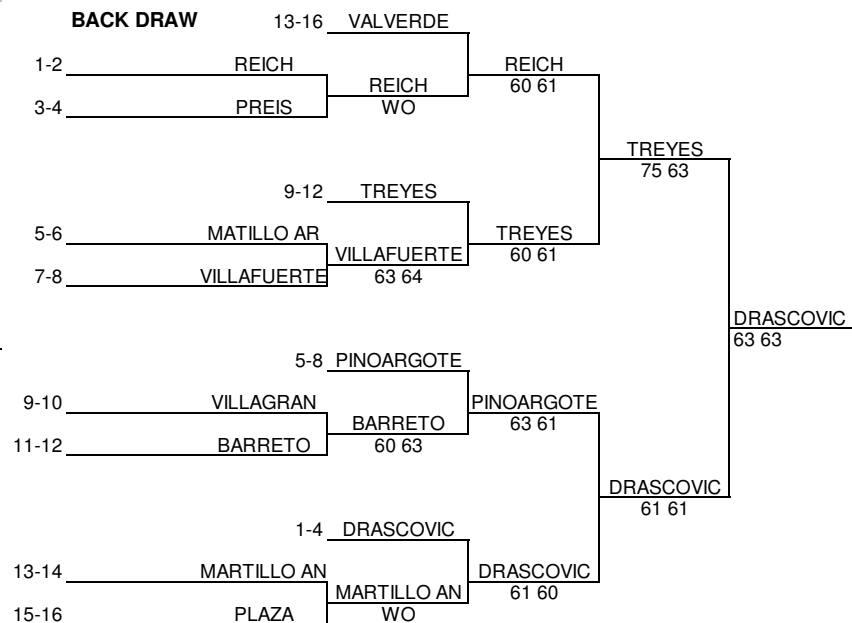 BACK DRAW 13-16 VALVERDE
1-2 REICH REICH
REICH 60 61
3-4 PREIS WO
TREYES
75 63
9-12 TREYES
5-6 MATILLO AR TREYES
VILLAFUERTE 60 61
7-8 VILLAFUERTE 63 64
DRASCOVIC
63 63
5-8 PINOARGOTE
9-10 VILLAGRAN PINOARGOTE
BARRETO 63 61
11-12 BARRETO 60 63
DRASCOVIC
61 61
1-4 DRASCOVIC
13-14 MARTILLO AN DRASCOVIC
MARTILLO AN 61 60
15-16 PLAZA WO